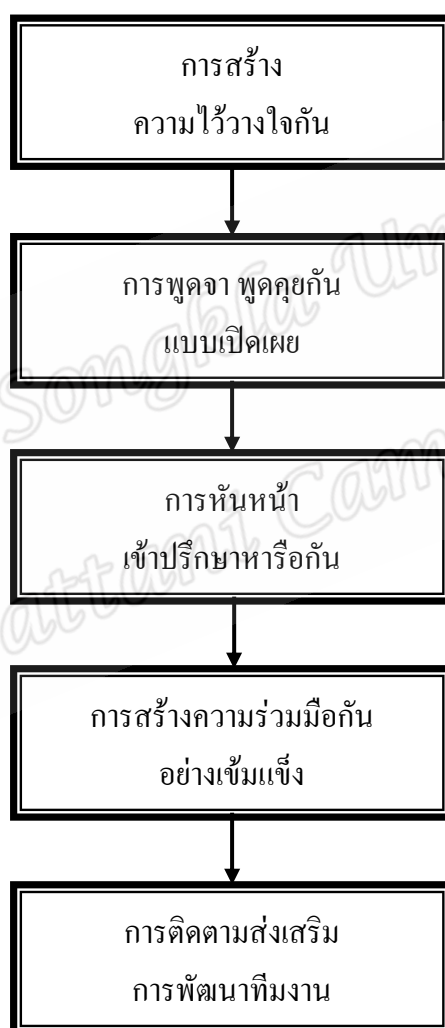 การสร้าง
ความไว้วางใจกัน
การพูดจา พูดคุยกัน
แบบเปิดเผย
Songkla Un
การหันหน้า
เข้าปรึกษาหารือกัน
attani Cam
การสร้างความร่วมมือกัน
อย่างเข้มแข็ง
การติดตามส่งเสริม
การพัฒนาทีมงาน